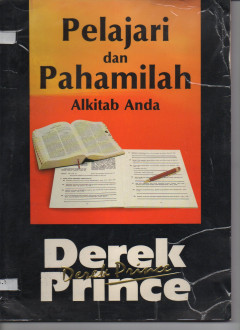 Pelajari
dan
Pahamilah
Alkitab Anda
Derek
Derek Prince
Prince